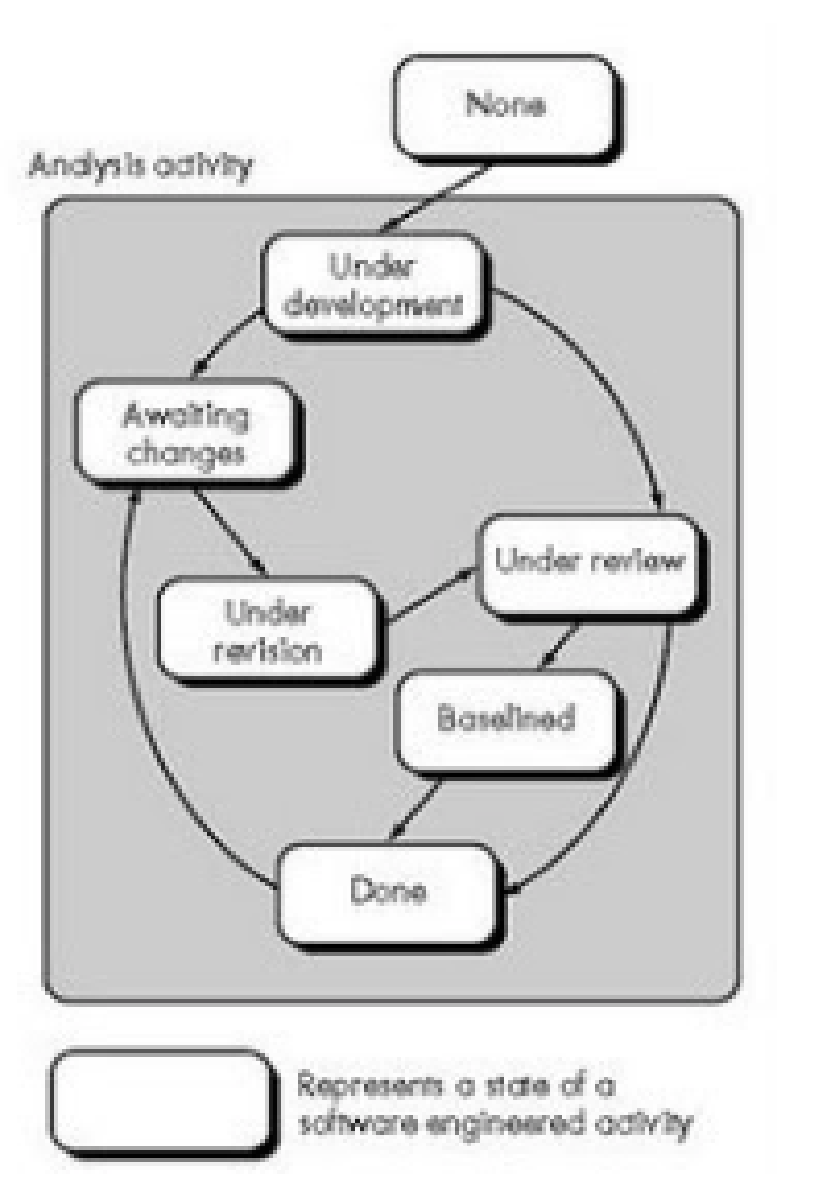 None
Analysis activity
Under
development
Awaiting
changes
Under review
Under
revision
Baselined
Done
Represents a state of a
software engineered activity